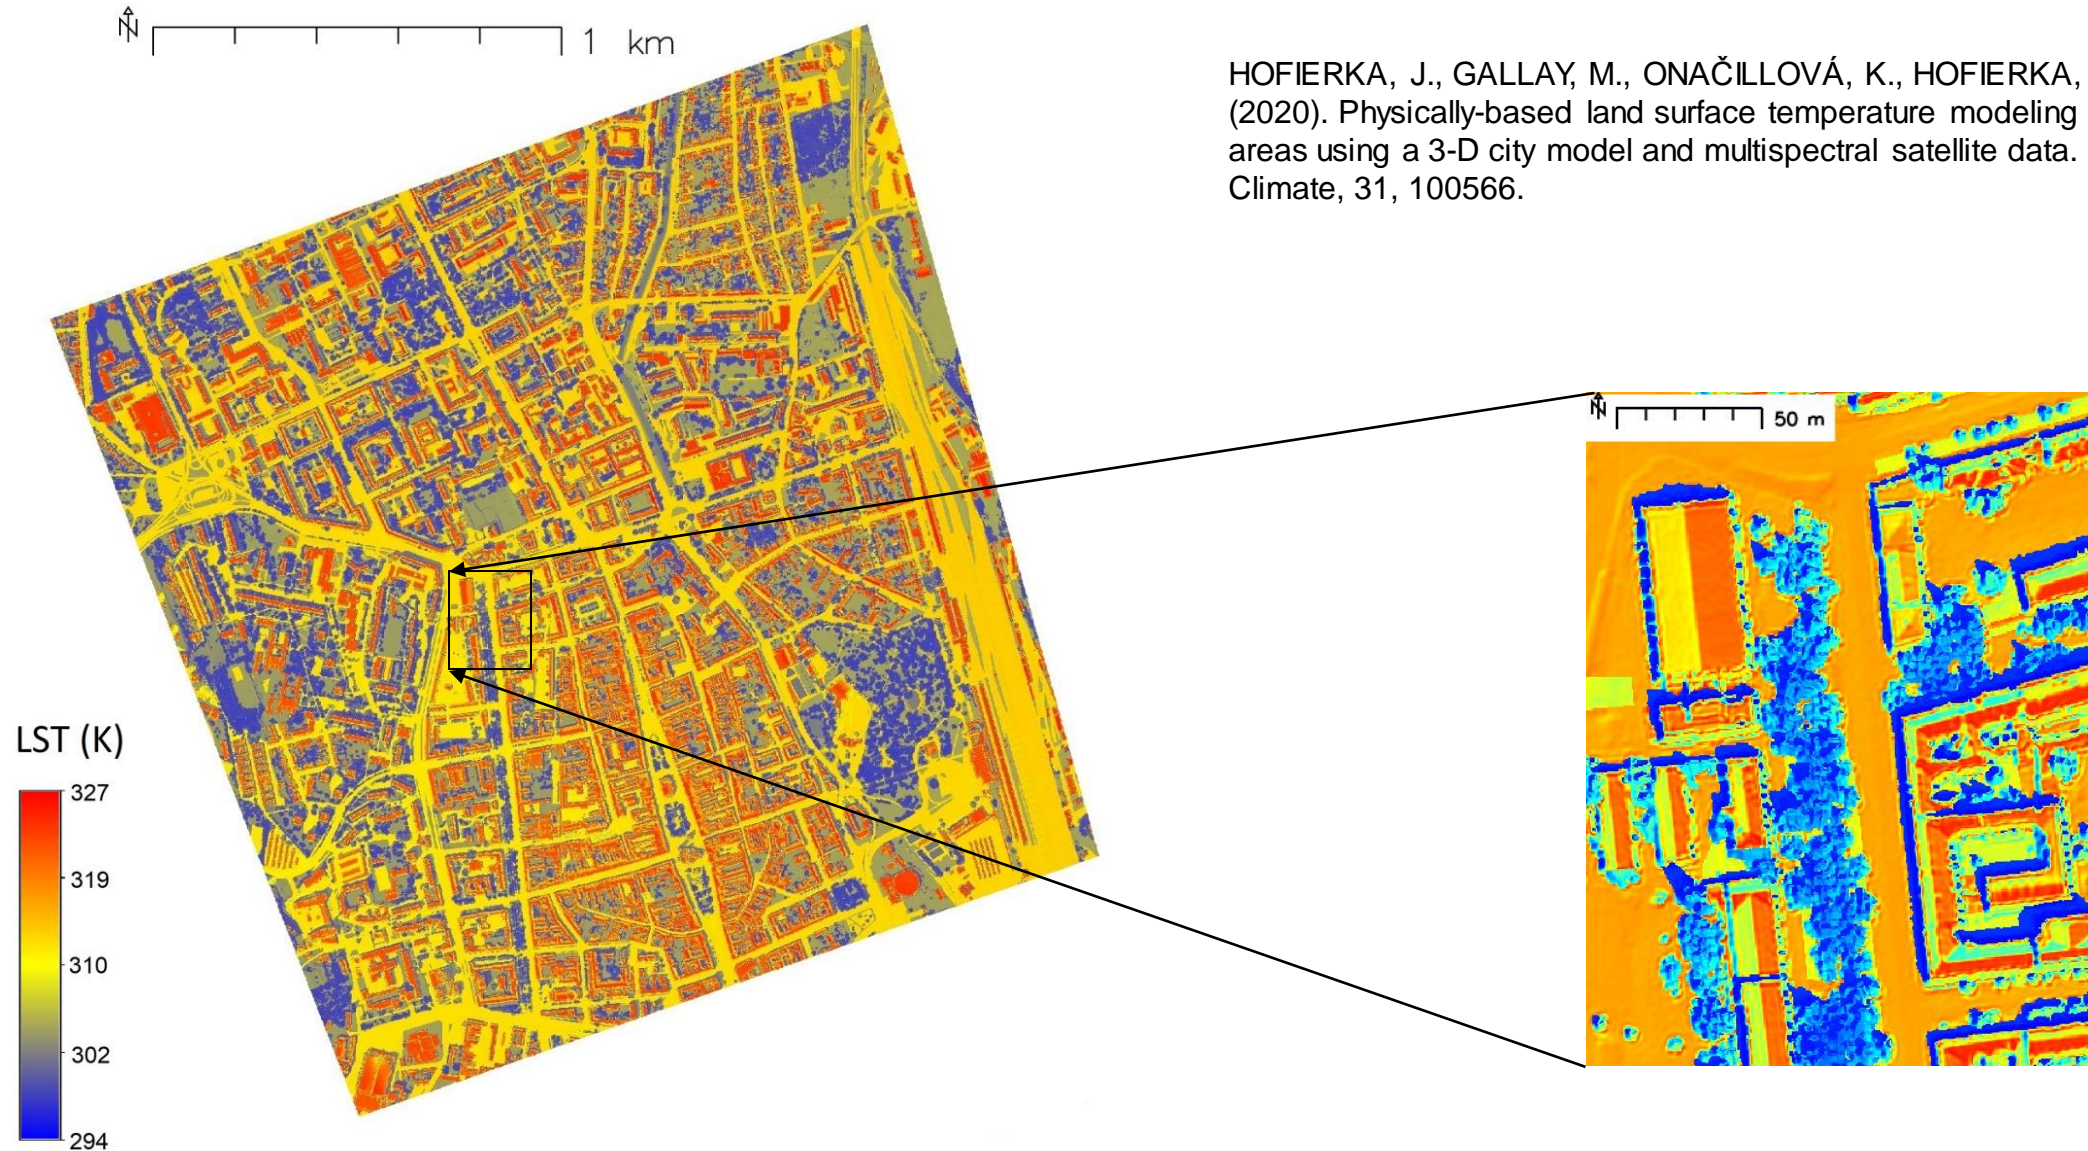 N
1 km
HOFIERKA, J., GALLAY, M., ONAČILLOVÁ, K., HOFIERKA,
(2020). Physically-based land surface temperature modeling
areas using a 3-D city model and multispectral satellite data.
Climate, 31, 100566.
N
50 m
LST (K)
327
319
310
302
294